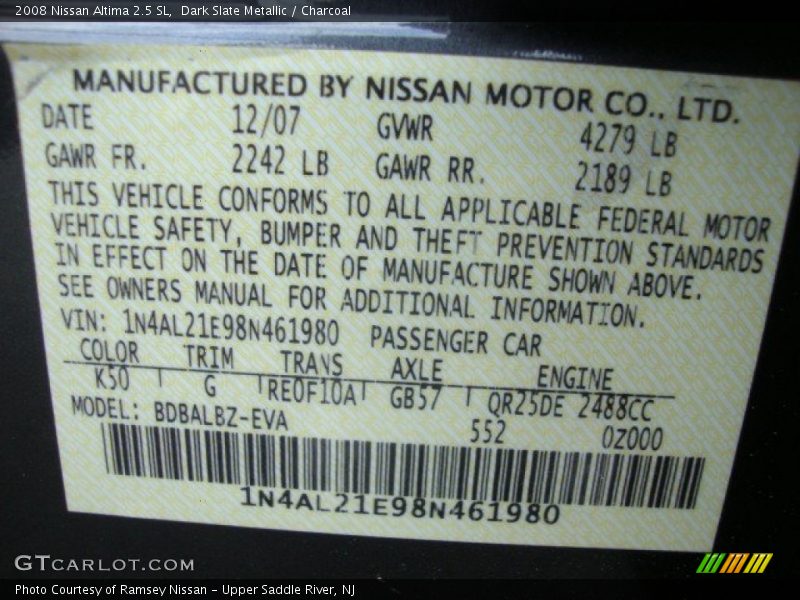 2008 Nissan Altima 2.5 SL,  Dark Slate Metallic / Charcoal
MANUFACTURED BY NISSAN MOTOR CO., LTD.
DATE 12/07 GVWR 4279 LB
GAWR FR. 2242 LB GAWR RR. 2189 LB
THIS VEHICLE CONFORMS TO ALL APPLICABLE FEDERAL MOTOR
VEHICLE SAFETY, BUMPER AND THEFT PREVENTION STANDARDS
IN EFFECT ON THE DATE OF MANUFACTURE SHOWN ABOVE.
SEE OWNERS MANUAL FOR ADDITIONAL INFORMATION.
VIN: 1N4AL21E98N461980 PASSENGER CAR
COLOR TRIM TRANS AXLE ENGINE
K50 G RE0F10A GB57 QR25DE 2488CC
MODEL: BDBALBZ-EVA 552 0Z000
1N4AL21E98N461980
GTCARLOT.COM
Photo Courtesy of Ramsey Nissan – Upper Saddle River, NJ